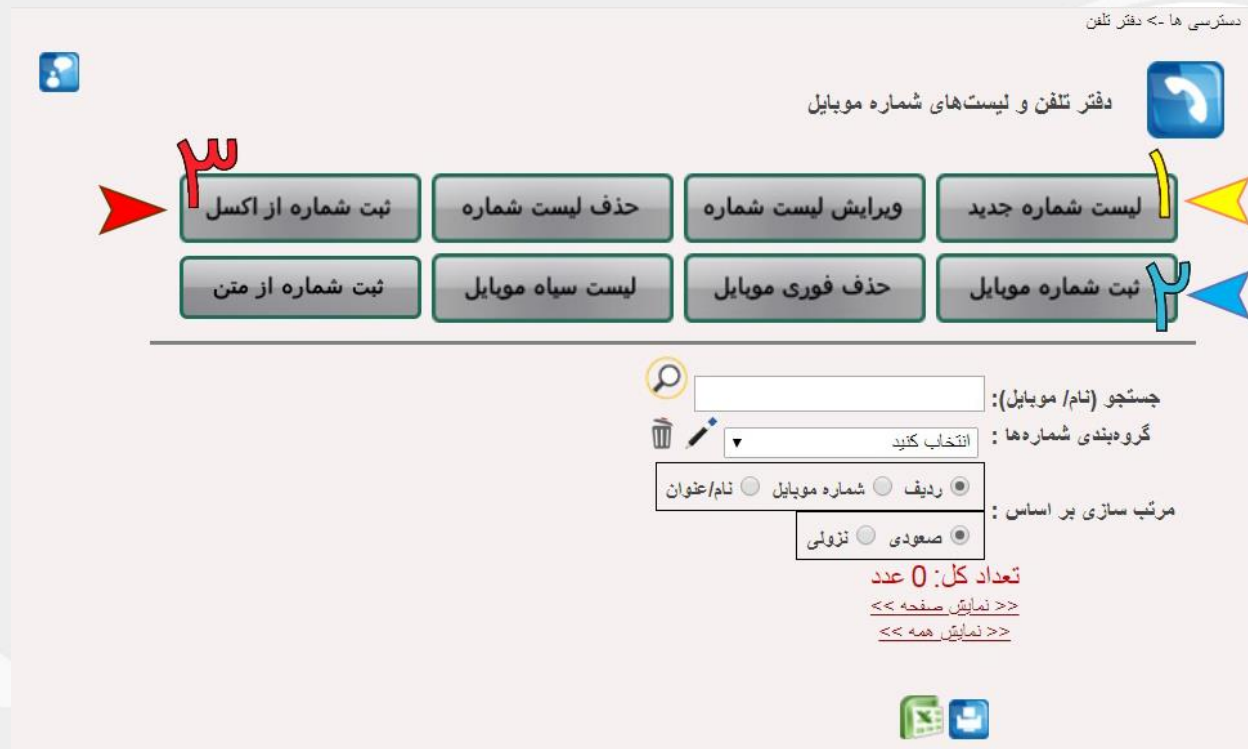 دسترسی ها -> دفتر تلفن
دفتر تلفن و لیست‌های شماره موبایل
۱
۳
لیست شماره جدید
ویرایش لیست شماره
حذف لیست شماره
ثبت شماره از اکسل
۲
ثبت شماره موبایل
حذف فوری موبایل
لیست سیاه موبایل
ثبت شماره از متن
جستجو (نام/ موبایل):
گروه‌بندی شماره‌ها : انتخاب کنید
مرتب سازی بر اساس :
ردیف شماره موبایل نام/عنوان
صعودی نزولی
تعداد کل: 0 عدد
<< نمایش صفحه >>
<< نمایش همه >>